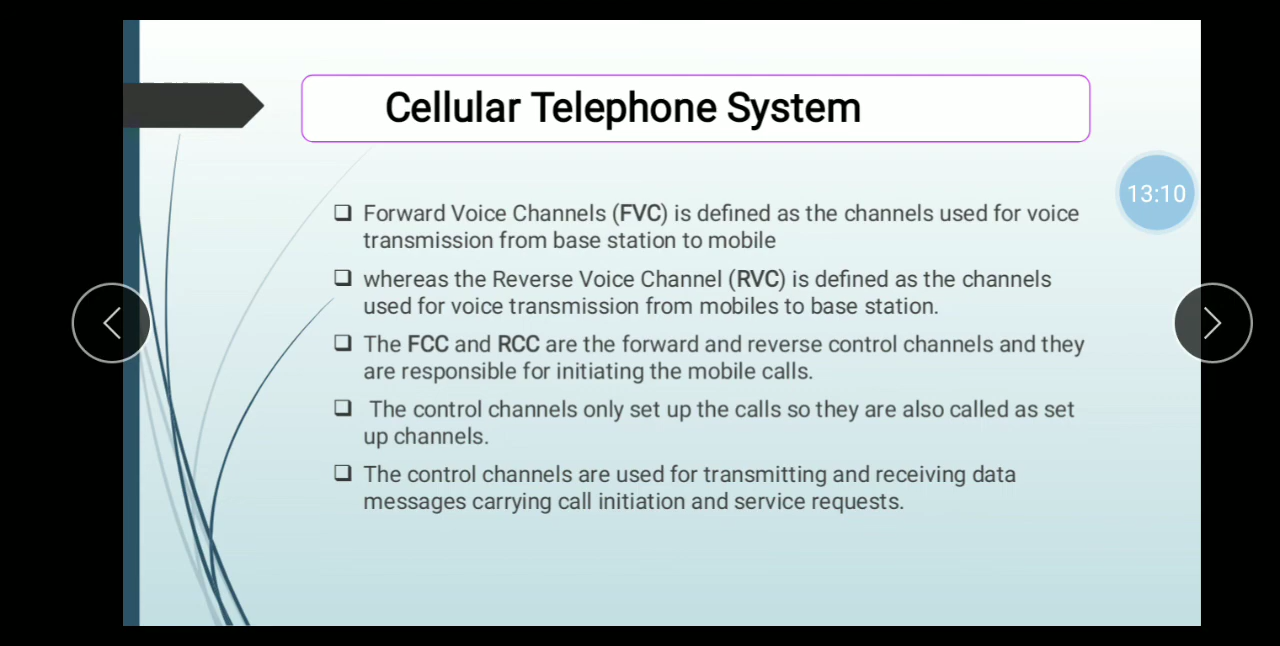 Cellular Telephone System
13:10
❑ Forward Voice Channels (FVC) is defined as the channels used for voice
transmission from base station to mobile
❑ whereas the Reverse Voice Channel (RVC) is defined as the channels
used for voice transmission from mobiles to base station.
❑ The FCC and RCC are the forward and reverse control channels and they
are responsible for initiating the mobile calls.
❑ The control channels only set up the calls so they are also called as set
up channels.
❑ The control channels are used for transmitting and receiving data
messages carrying call initiation and service requests.